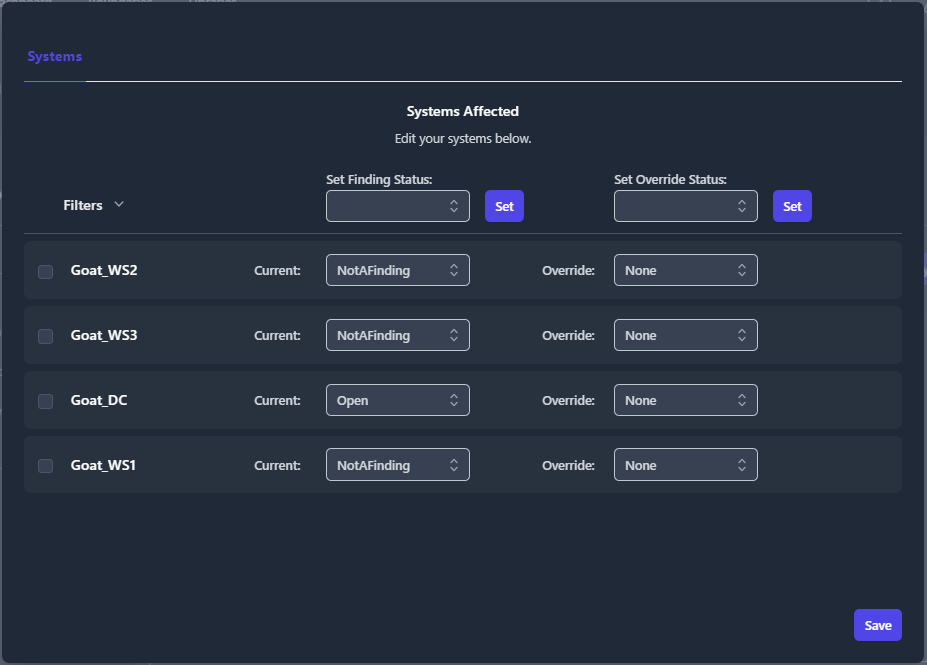 Systems
Systems Affected
Edit your systems below.
Set Finding Status: Set Override Status:
Filters Set Set
Goat_WS2 Current: NotAFinding Override: None
Goat_WS3 Current: NotAFinding Override: None
Goat_DC Current: Open Override: None
Goat_WS1 Current: NotAFinding Override: None
Save